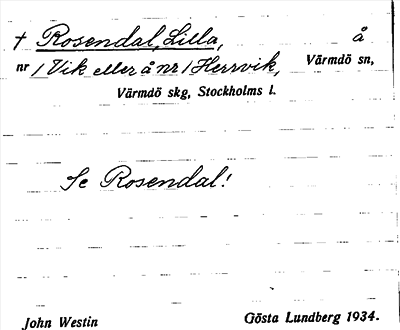 † Rosendal, Lilla, å
nr 1 Vik eller å nr 1 Herrvik, Värmdö sn,
Värmdö skg, Stockholms l.
Se Rosendal!
John Westin Gösta Lundberg 1934.